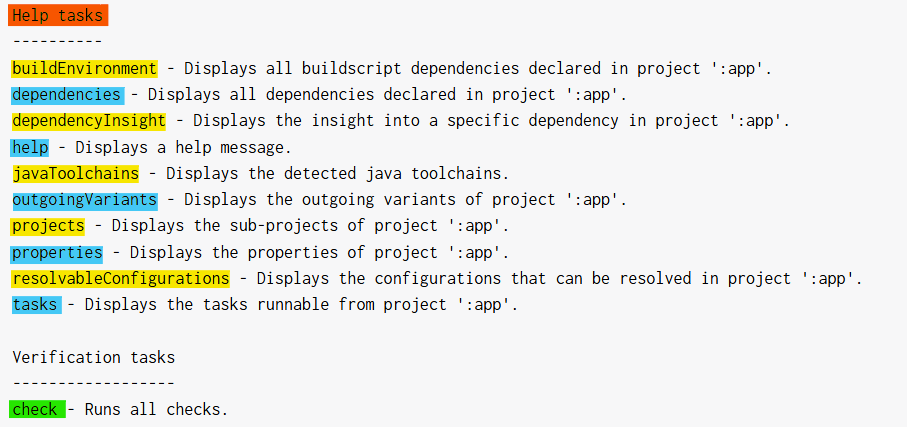 Help tasks
----------
buildEnvironment - Displays all buildscript dependencies declared in project ':app'.
dependencies - Displays all dependencies declared in project ':app'.
dependencyInsight - Displays the insight into a specific dependency in project ':app'.
help - Displays a help message.
javaToolchains - Displays the detected java toolchains.
outgoingVariants - Displays the outgoing variants of project ':app'.
projects - Displays the sub-projects of project ':app'.
properties - Displays the properties of project ':app'.
resolvableConfigurations - Displays the configurations that can be resolved in project ':app'.
tasks - Displays the tasks runnable from project ':app'.

Verification tasks
------------------
check - Runs all checks.